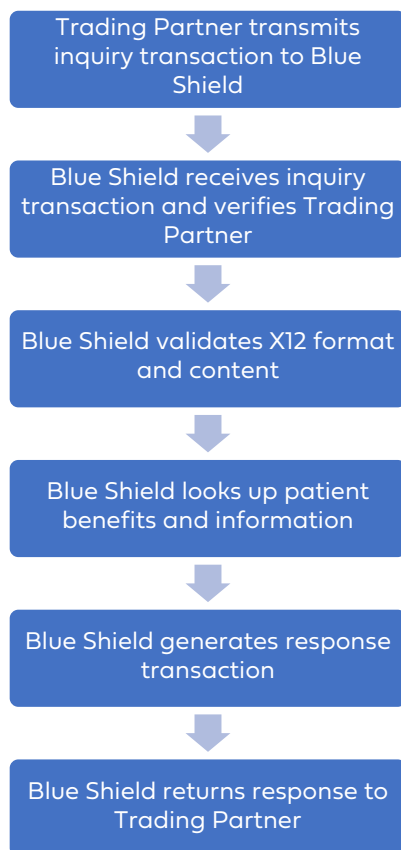 Trading Partner transmits
inquiry transaction to Blue
Shield
Blue Shield receives inquiry
transaction and verifies Trading
Partner
Blue Shield validates X12 format
and content
Blue Shield looks up patient
benefits and information
Blue Shield generates response
transaction
Blue Shield returns response to
Trading Partner